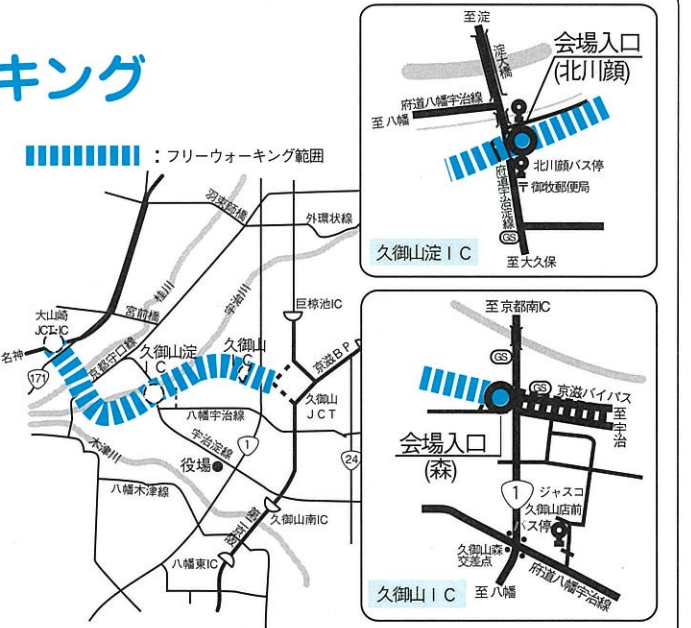 キング
：フリーウォーキング範囲
羽束師橋
外環状線
桂川
宇治川
大山崎
JCT･IC
宮前橋
巨椋池IC
名神
京都守口線
171
久御山淀
ＩＣ
久御山
ＩＣ
京滋ＢＰ
久御山
ＪＣＴ
八幡宇治線
宇治淀線
1
24
木津川
役場
八幡木津線
久御山南IC
第二京阪
八幡東IC
至淀
淀大橋
会場入口
(北川顔)
府道八幡宇治線
至八幡
北川顔バス停
〒御牧郵便局
府道宇治淀線
GS
至大久保
久御山淀ＩＣ
至京都南IC
GS
GS
京滋バイパス
至宇治
会場入口
(森)
1
ジャスコ
久御山店前
バス停
久御山森
交差点
府道八幡宇治線
至八幡
久御山ＩＣ